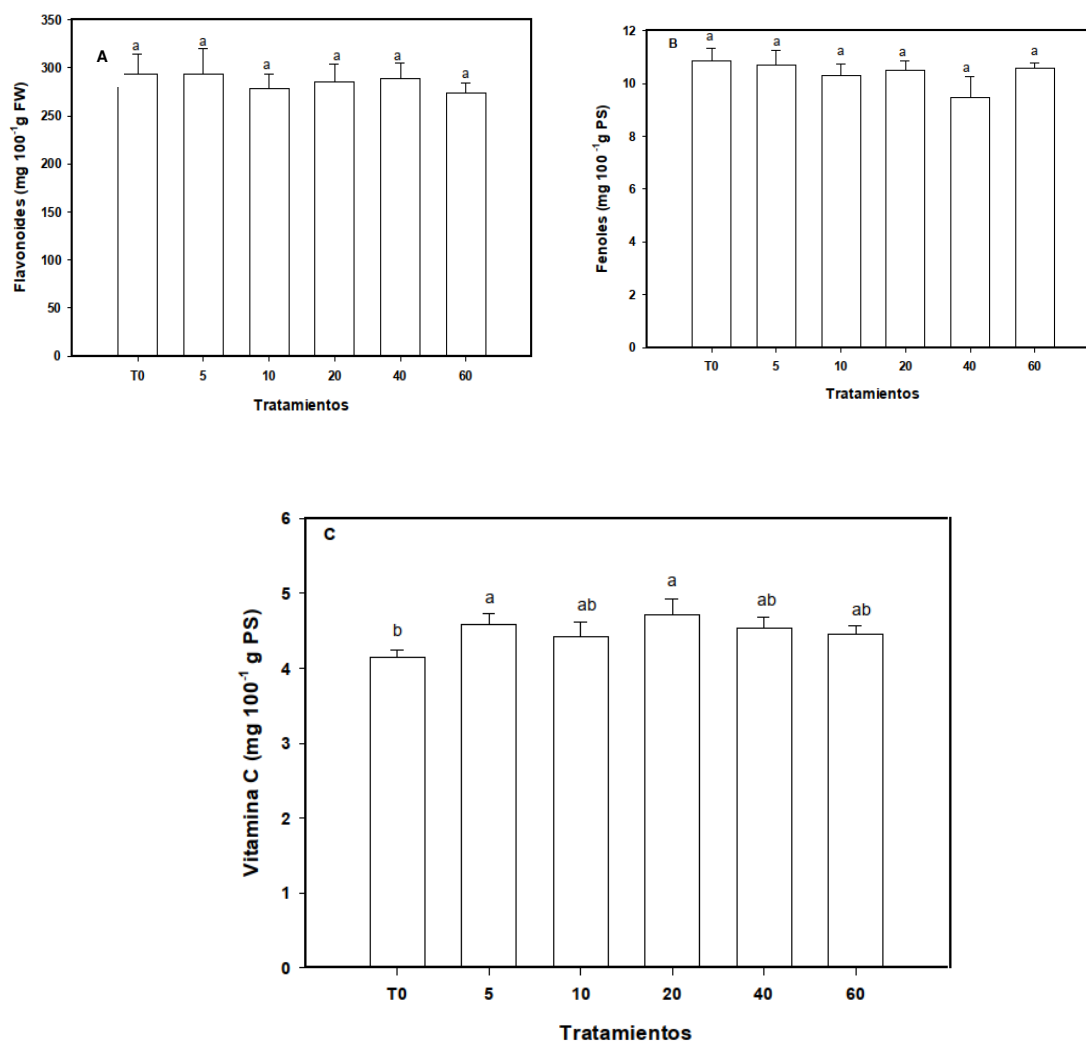 A
Flavonoides (mg 100⁻¹g FW)
350
300
250
200
150
100
50
0
a a a a a a
T0 5 10 20 40 60
Tratamientos
B
Fenoles (mg 100⁻¹g PS)
12
10
8
6
4
2
0
a a a a a a
T0 5 10 20 40 60
Tratamientos
C
Vitamina C (mg 100⁻¹ g PS)
6
5
4
3
2
1
0
b a ab a ab ab
T0 5 10 20 40 60
Tratamientos